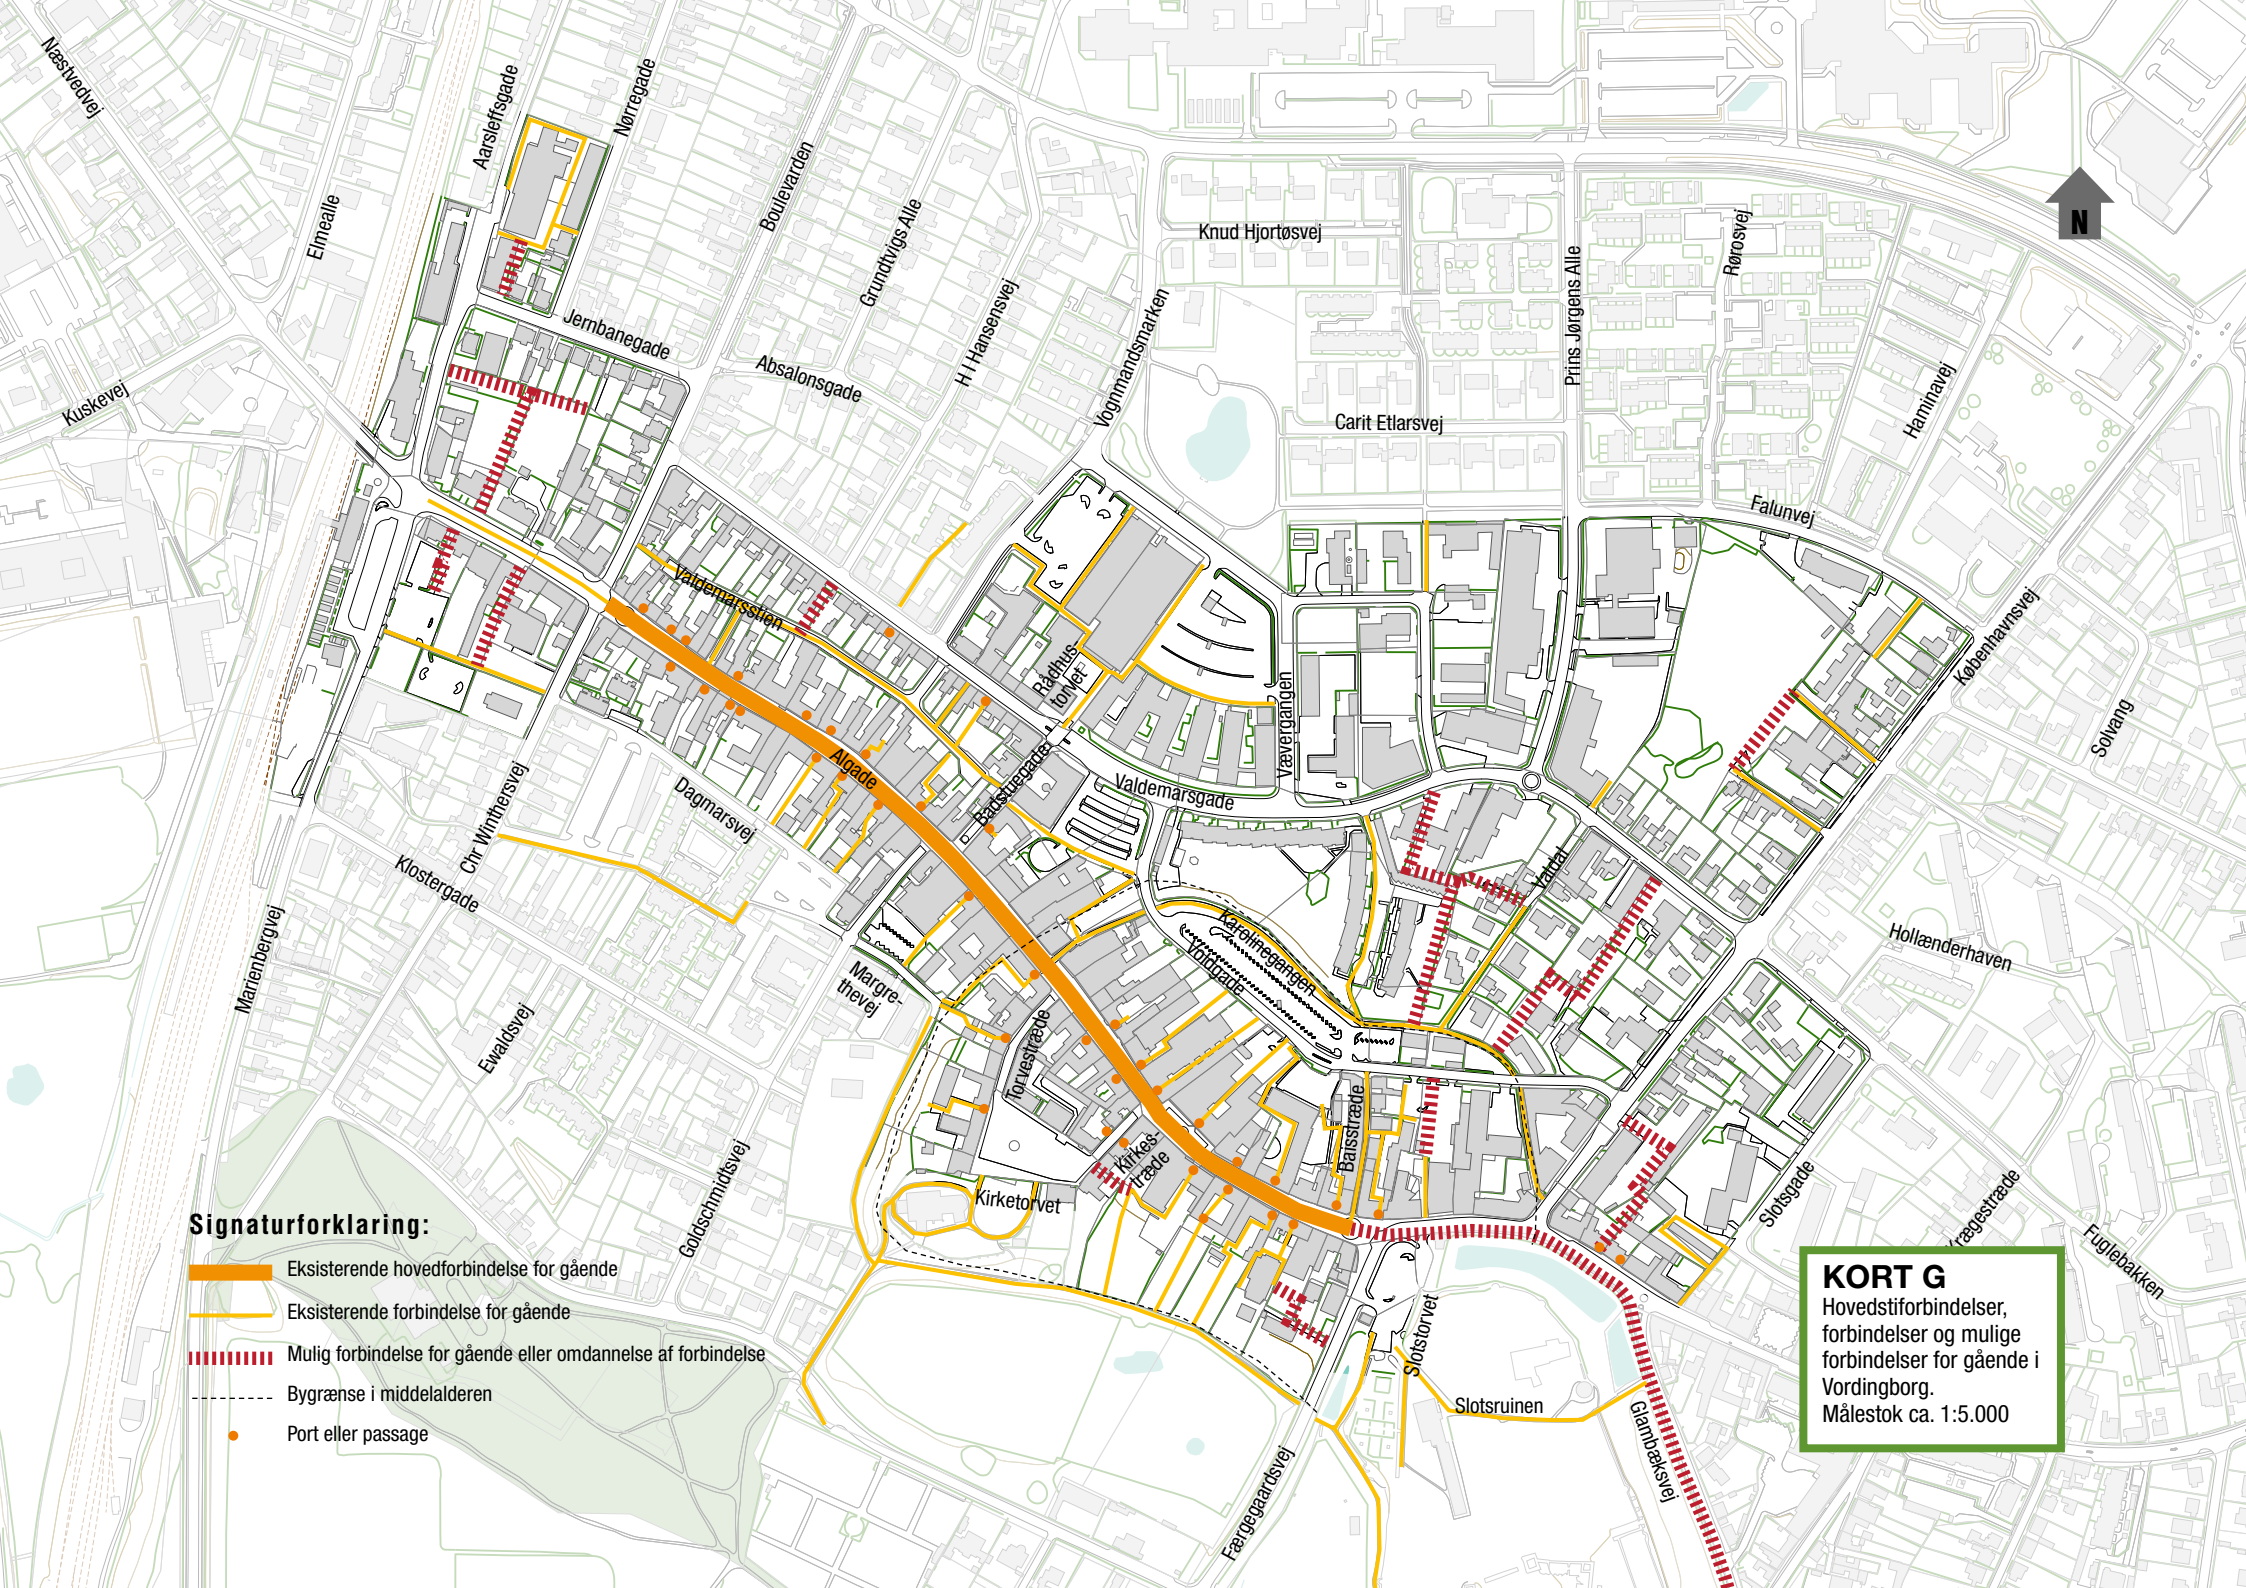 Næstvedvej
Aarsleffsgade
Nørregade
Elmealle
Boulevarden
Grundtvigs Alle
Knud Hjortøsvej
Rørosvej
N
Prins Jørgens Alle
H I Hansensvej
Vognmandsmarken
Jernbanegade
Absalonsgade
Kuskevej
Carit Etlarsvej
Haminavej
Falunvej
Valdemarsstien
Københavnsvej
Rådhus-
torvet
Vævergangen
Solvang
Algade
Badstuegade
Valdemarsgade
Dagmarsvej
Chr Winthersvej
Klostergade
Valdal
Marienbergvej
Karolinegangen
Voldgade
Hollænderhaven
Margre-
thevej
Ewaldsvej
Torvestræde
Baisstræde
Kirkes-
træde
Kirketorvet
Goldschmidtsvej
Slotsgade
Krægestræde
Fuglebakken
Signaturforklaring:
Eksisterende hovedforbindelse for gående
Eksisterende forbindelse for gående
Mulig forbindelse for gående eller omdannelse af forbindelse
Bygrænse i middelalderen
Port eller passage
Slotstorvet
Slotsruinen
Glambæksvej
Færgegaardsvej
KORT G
Hovedstiforbindelser,
forbindelser og mulige
forbindelser for gående i
Vordingborg.
Målestok ca. 1:5.000